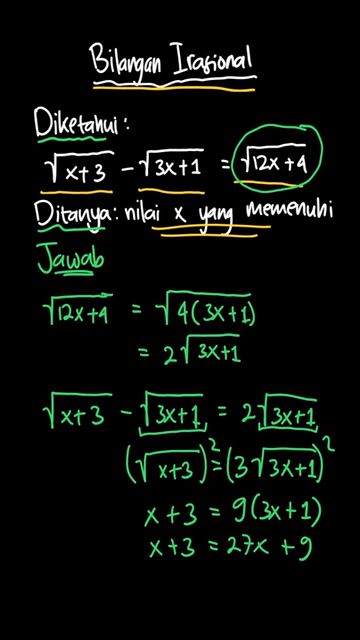 Bilangan Irasional
Diketahui:
√(x+3) − √(3x+1) = √(12x+4)
Ditanya: nilai x yang memenuhi
Jawab
√(12x+4) = √(4(3x+1))
= 2√(3x+1)
√(x+3) − √(3x+1) = 2√(3x+1)
(√(x+3))² = (3√(3x+1))²
x+3 = 9(3x+1)
x+3 = 27x + 9